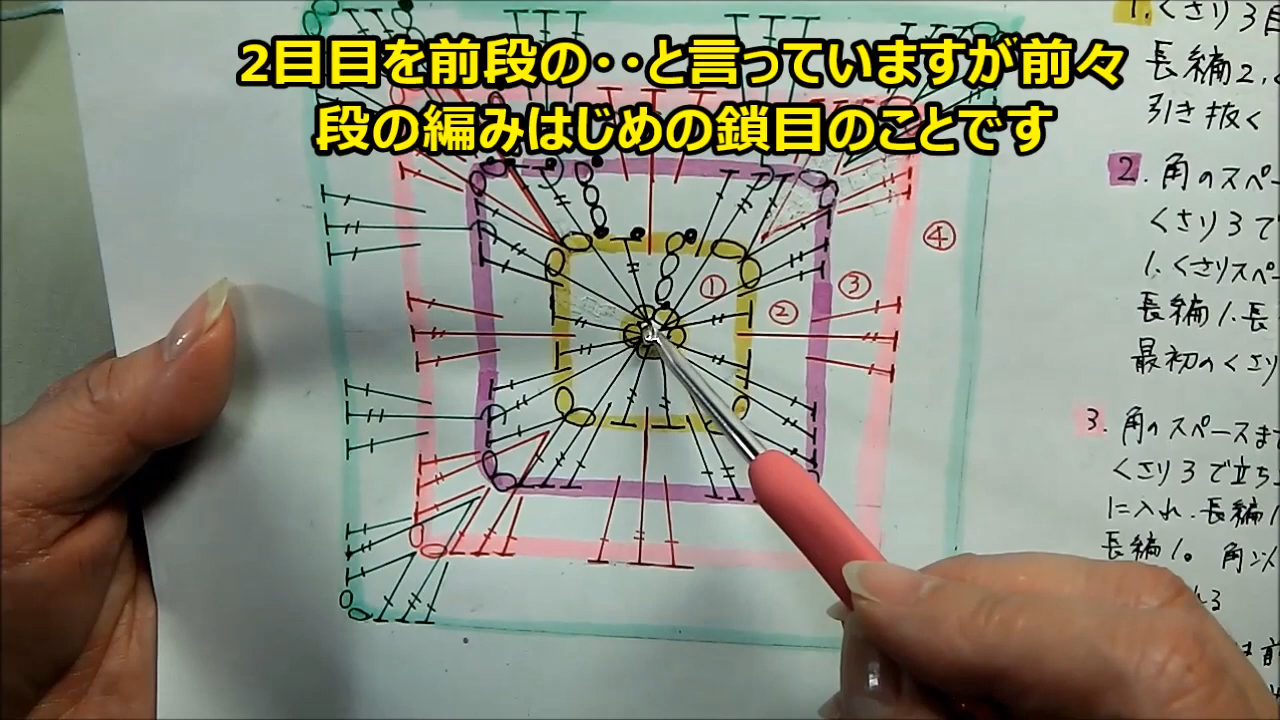 2目目を前段の・・と言っていますが前々
段の編みはじめの鎖目のことです
1. くさり3目
長編2.く
引き抜く
2. 角のスペー
くさり3て
1. くさりスペ
長編1.長
最初のくさり
3. 角のスペースま
くさり3で立ち
に入れ.長編1
長編1。角以
①
②
③
④